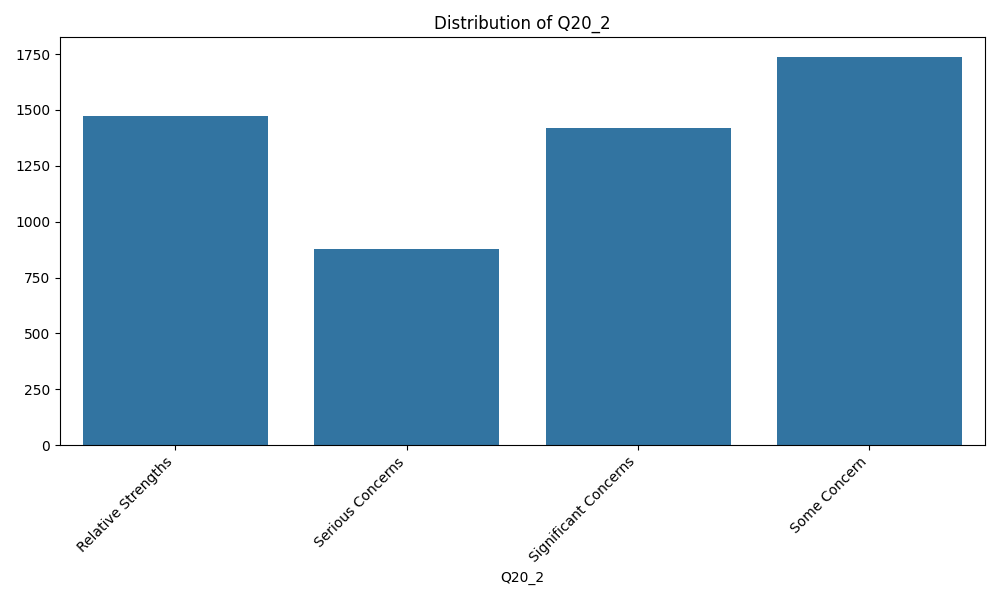 Distribution of Q20_2
1750
1500
1250
1000
750
500
250
0
Relative Strengths
Serious Concerns
Significant Concerns
Some Concern
Q20_2